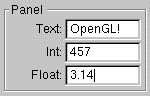 Panel
Text: OpenGL!
Int: 457
Float: 3.14